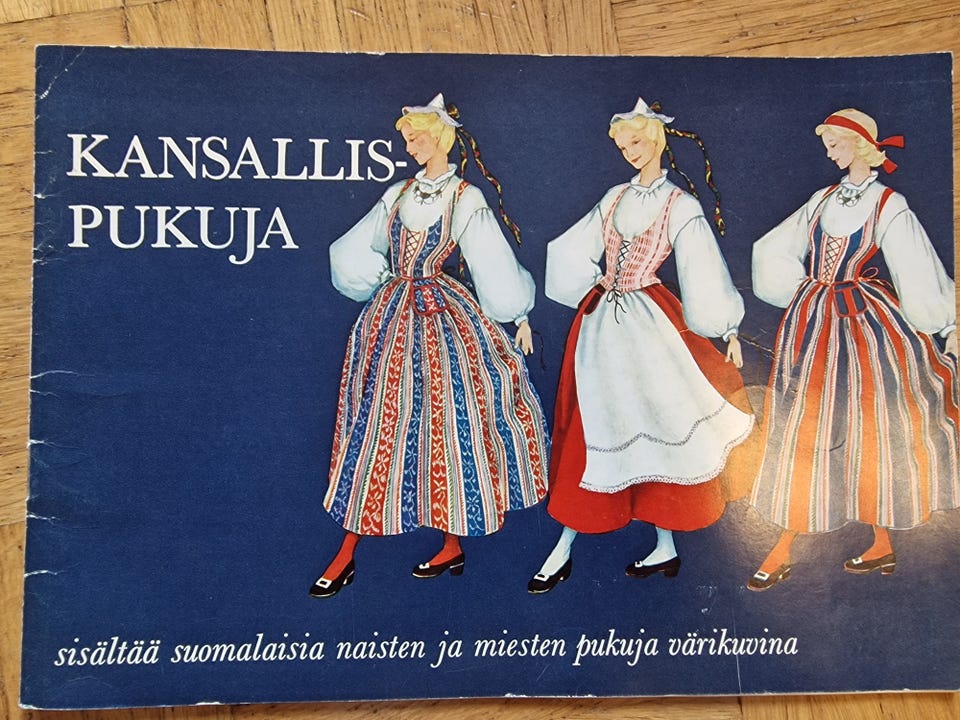 KANSALLIS-
PUKUJA
sisältää suomalaisia naisten ja miesten pukuja värikuvina